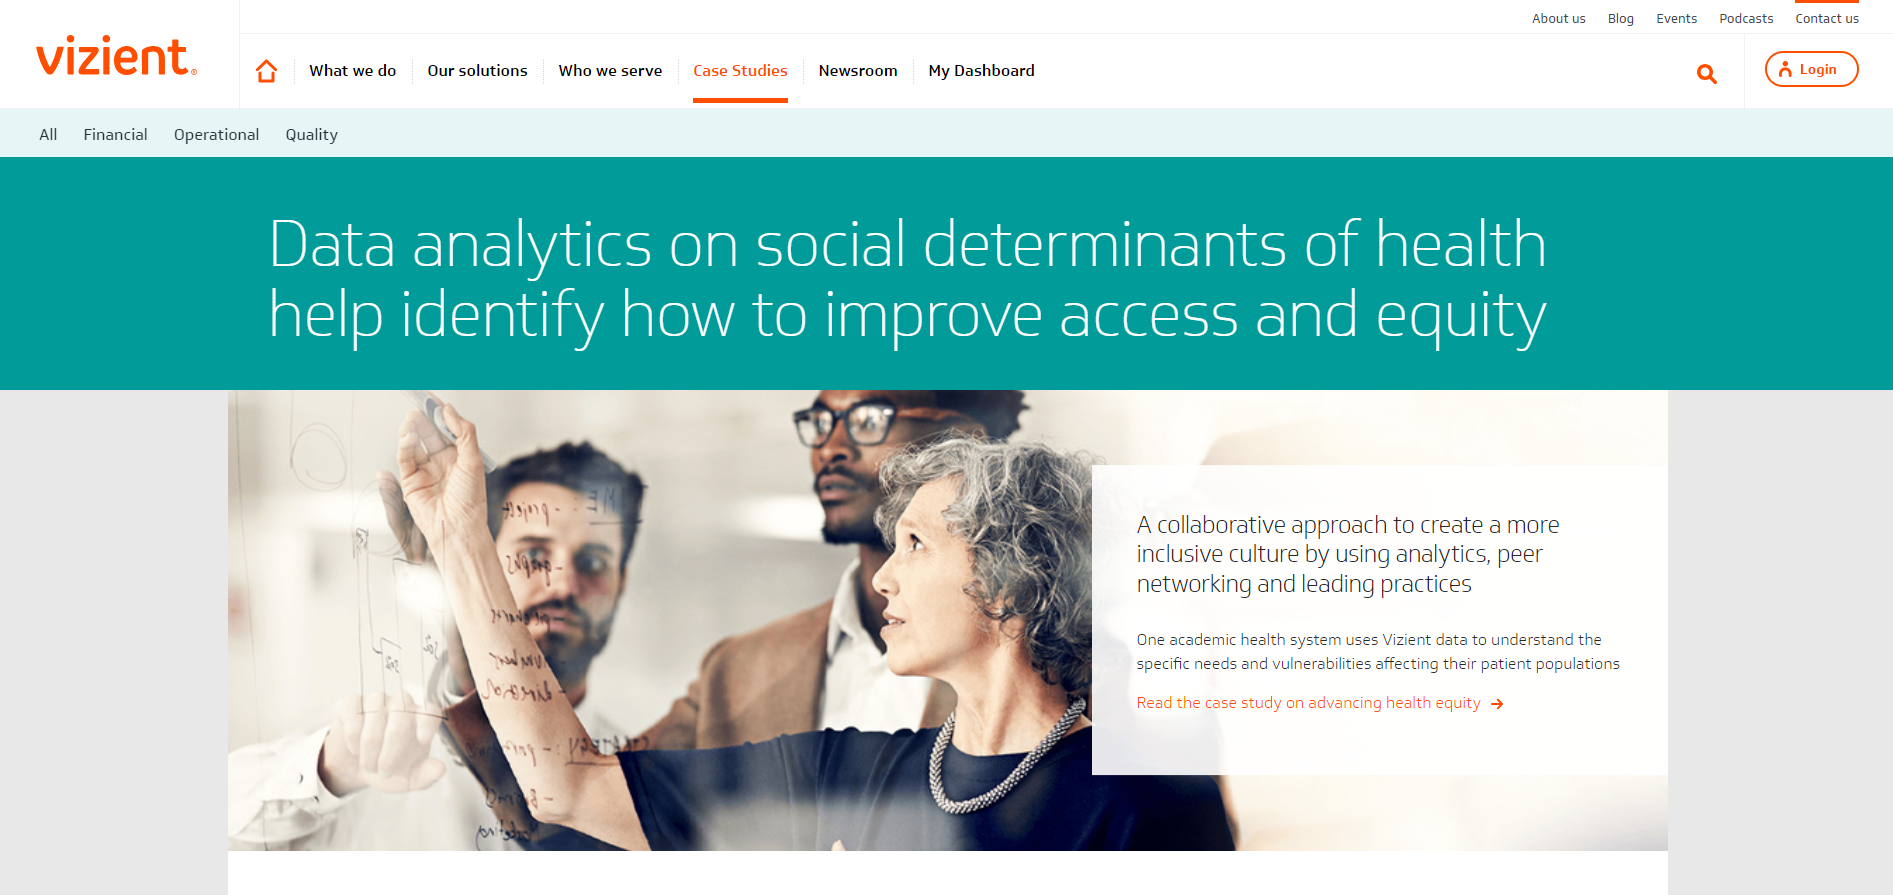 About us Blog Events Podcasts Contact us
vizient®
What we do Our solutions Who we serve Case Studies Newsroom My Dashboard Login
All Financial Operational Quality
Data analytics on social determinants of health
help identify how to improve access and equity
A collaborative approach to create a more
inclusive culture by using analytics, peer
networking and leading practices
One academic health system uses Vizient data to understand the
specific needs and vulnerabilities affecting their patient populations
Read the case study on advancing health equity